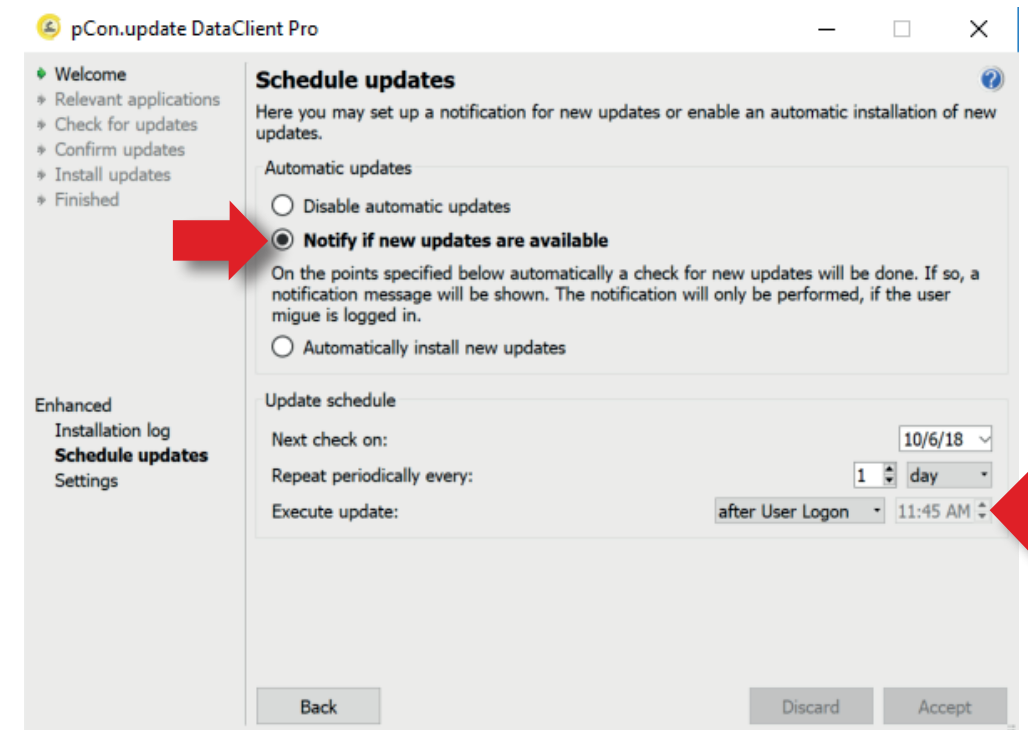 pCon.update DataClient Pro
Welcome
Relevant applications
Check for updates
Confirm updates
Install updates
Finished
Enhanced
Installation log
Schedule updates
Settings
Schedule updates
Here you may set up a notification for new updates or enable an automatic installation of new
updates.
Automatic updates
Disable automatic updates
Notify if new updates are available
On the points specified below automatically a check for new updates will be done. If so, a
notification message will be shown. The notification will only be performed, if the user
migue is logged in.
Automatically install new updates
Update schedule
Next check on: 10/6/18
Repeat periodically every: 1 day
Execute update: after User Logon 11:45 AM
Back Discard Accept